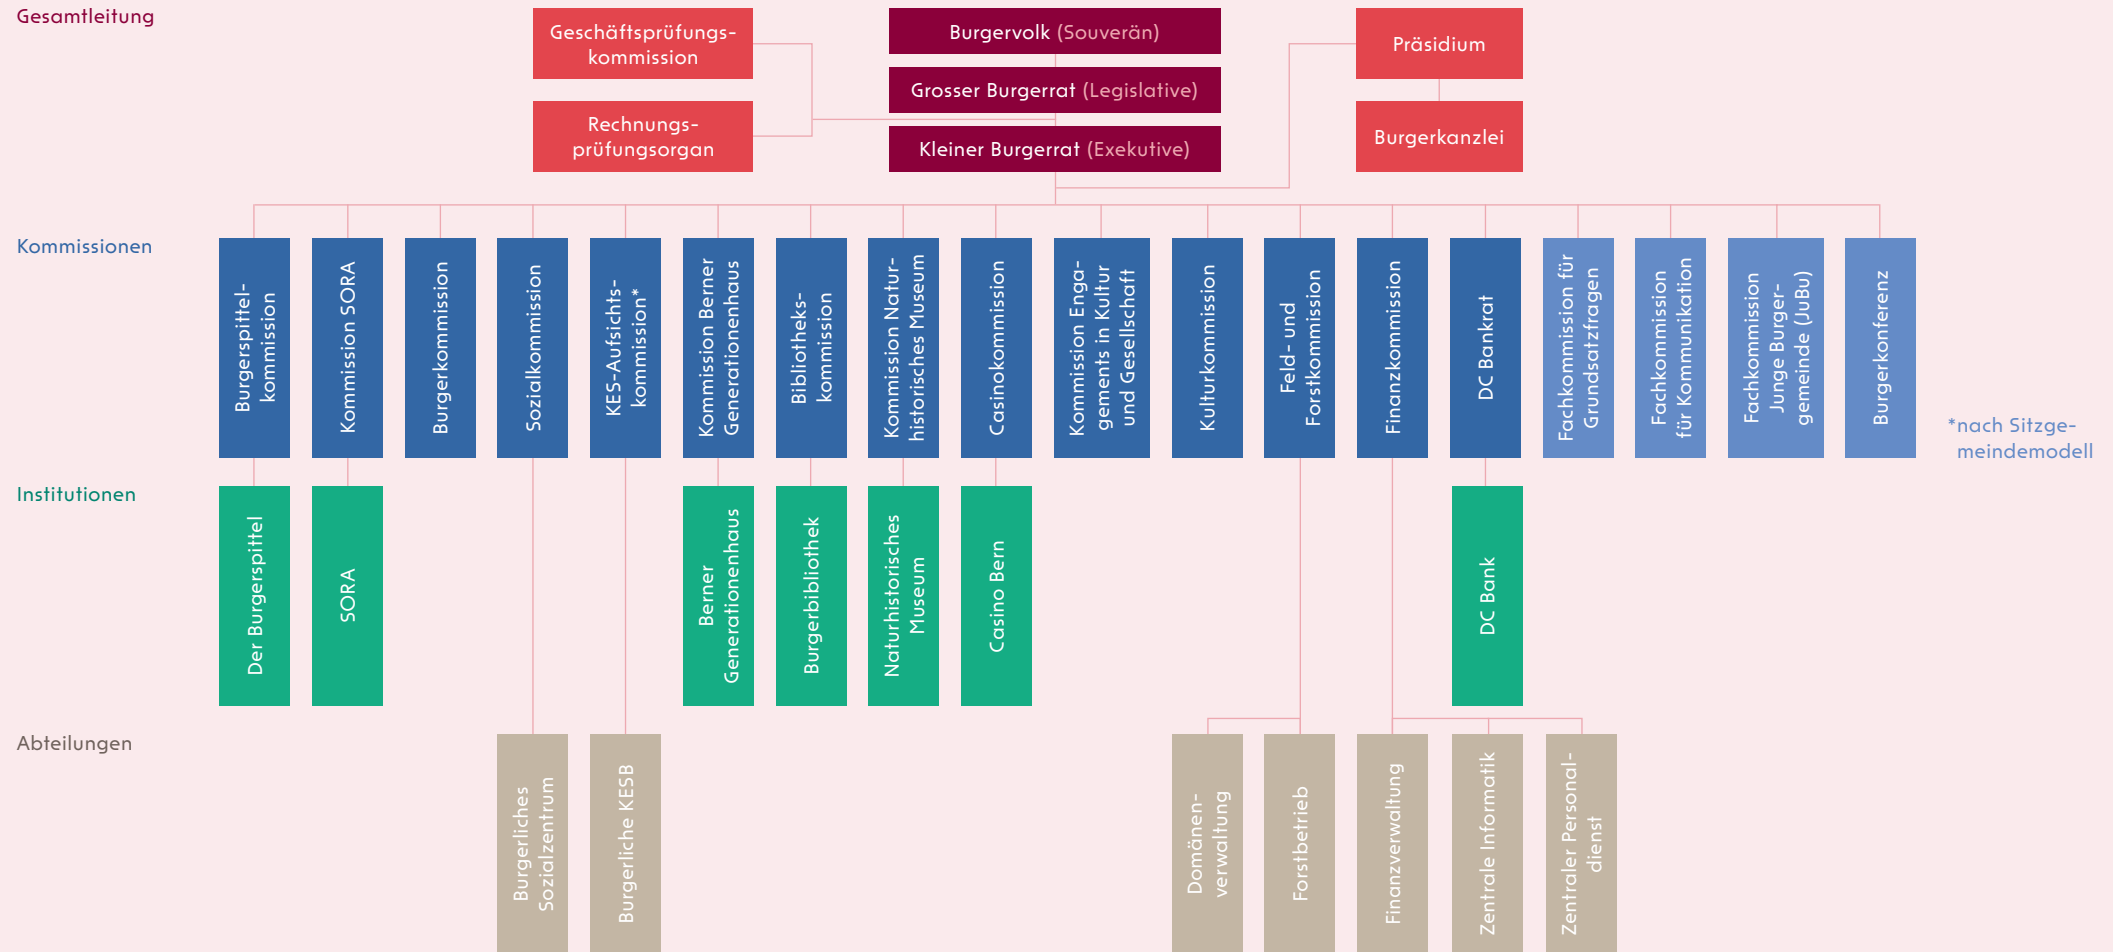 Gesamtleitung
Geschäftsprüfungs-
kommission
Rechnungs-
prüfungsorgan
Burgervolk (Souverän)
Grosser Burgerrat (Legislative)
Kleiner Burgerrat (Exekutive)
Präsidium
Burgerkanzlei
Kommissionen
Burgerspittel-
kommission
Kommission SORA
Burgerkommission
Sozialkommission
KES-Aufsichts-
kommission*
Kommission Berner
Generationenhaus
Bibliotheks-
kommission
Kommission Natur-
historisches Museum
Casinokommission
Kommission Enga-
gements in Kultur
und Gesellschaft
Kulturkommission
Feld- und
Forstkommission
Finanzkommission
DC Bankrat
Fachkommission für
Grundsatzfragen
Fachkommission
für Kommunikation
Fachkommission
Junge Burger-
gemeinde (JuBu)
Burgerkonferenz
*nach Sitzge-
meindemodell
Institutionen
Der Burgerspittel
SORA
Berner
Generationenhaus
Burgerbibliothek
Naturhistorisches
Museum
Casino Bern
DC Bank
Abteilungen
Burgerliches
Sozialzentrum
Burgerliche KESB
Domänen-
verwaltung
Forstbetrieb
Finanzverwaltung
Zentrale Informatik
Zentraler Personal-
dienst